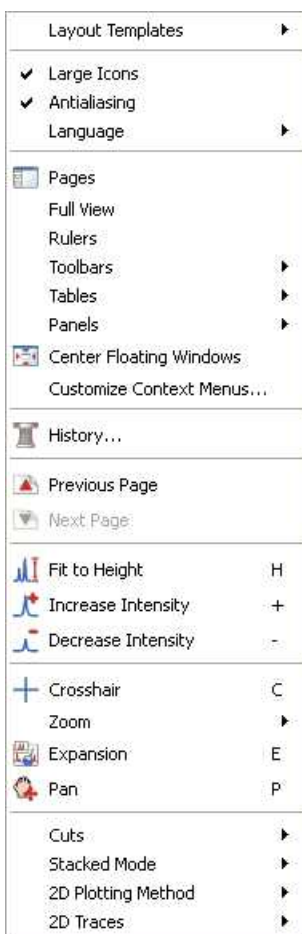 Layout Templates
Large Icons
Antialiasing
Language
Pages
Full View
Rulers
Toolbars
Tables
Panels
Center Floating Windows
Customize Context Menus...
History...
Previous Page
Next Page
Fit to Height H
Increase Intensity +
Decrease Intensity -
Crosshair C
Zoom
Expansion E
Pan P
Cuts
Stacked Mode
2D Plotting Method
2D Traces